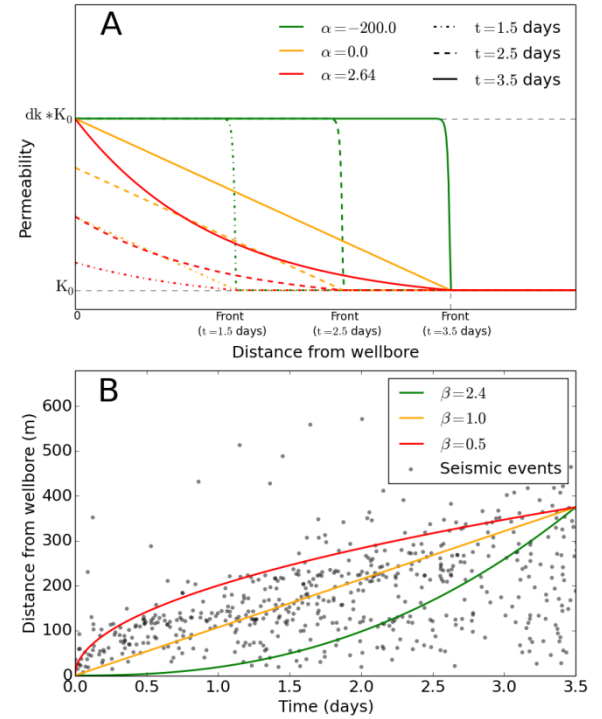 A
α=−200.0
α=0.0
α=2.64
t=1.5 days
t=2.5 days
t=3.5 days
dk∗K₀
Permeability
K₀
0
Front
(t=1.5 days)
Front
(t=2.5 days)
Front
(t=3.5 days)
Distance from wellbore
B
β=2.4
β=1.0
β=0.5
Seismic events
600
500
400
300
200
100
0
Distance from wellbore (m)
0.0 0.5 1.0 1.5 2.0 2.5 3.0 3.5
Time (days)